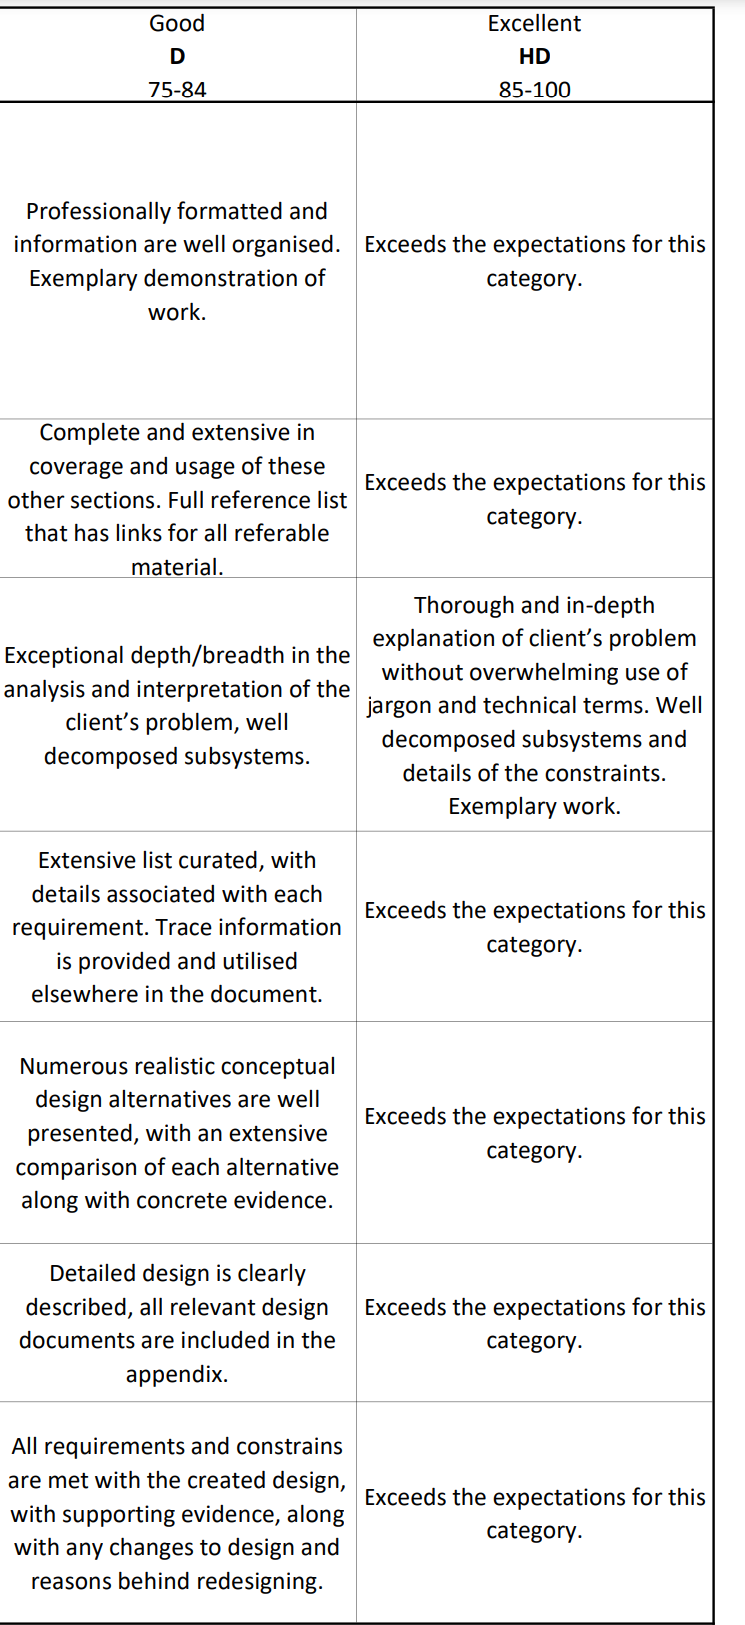 Good
D
75-84
Excellent
HD
85-100
Professionally formatted and
information are well organised.
Exemplary demonstration of
work.
Exceeds the expectations for this
category.
Complete and extensive in
coverage and usage of these
other sections. Full reference list
that has links for all referable
material.
Exceeds the expectations for this
category.
Exceptional depth/breadth in the
analysis and interpretation of the
client’s problem, well
decomposed subsystems.
Thorough and in-depth
explanation of client’s problem
without overwhelming use of
jargon and technical terms. Well
decomposed subsystems and
details of the constraints.
Exemplary work.
Extensive list curated, with
details associated with each
requirement. Trace information
is provided and utilised
elsewhere in the document.
Exceeds the expectations for this
category.
Numerous realistic conceptual
design alternatives are well
presented, with an extensive
comparison of each alternative
along with concrete evidence.
Exceeds the expectations for this
category.
Detailed design is clearly
described, all relevant design
documents are included in the
appendix.
Exceeds the expectations for this
category.
All requirements and constrains
are met with the created design,
with supporting evidence, along
with any changes to design and
reasons behind redesigning.
Exceeds the expectations for this
category.